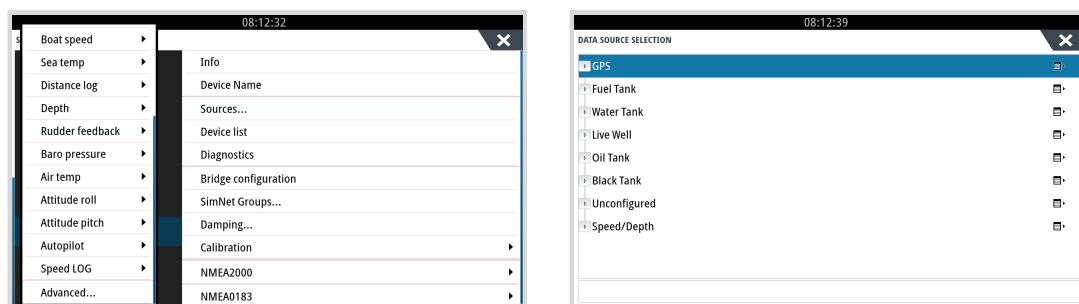 08:12:32
S
Boat speed
Sea temp
Distance log
Depth
Rudder feedback
Baro pressure
Air temp
Attitude roll
Attitude pitch
Autopilot
Speed LOG
Advanced...
Info
Device Name
Sources...
Device list
Diagnostics
Bridge configuration
SimNet Groups...
Damping...
Calibration
NMEA2000
NMEA0183
08:12:39
DATA SOURCE SELECTION
GPS
Fuel Tank
Water Tank
Live Well
Oil Tank
Black Tank
Unconfigured
Speed/Depth